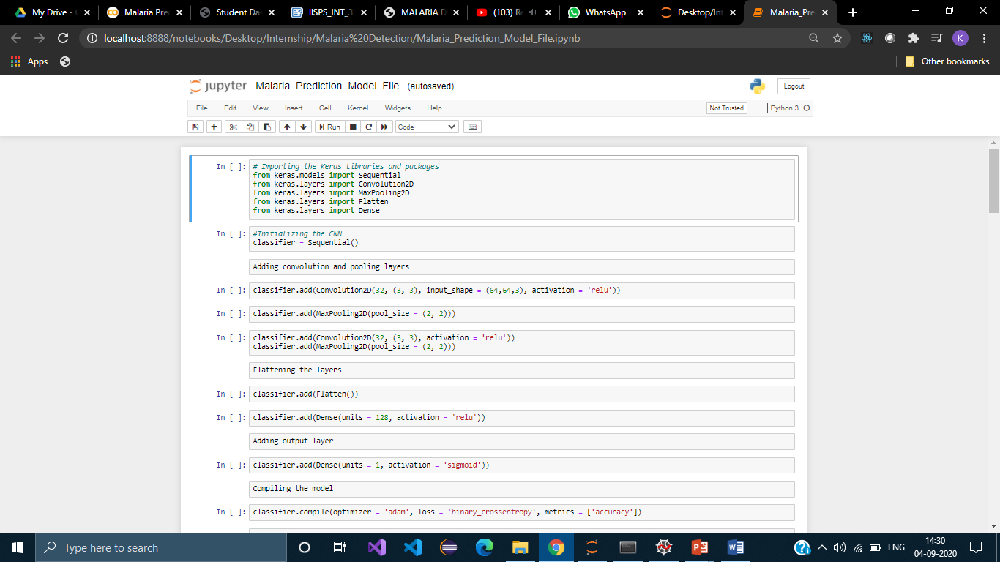 My Drive -
Malaria Pre
Student Da
IISPS_INT_3
MALARIA D
(103) R
WhatsApp
Desktop/Int
Malaria_Pre
localhost:8888/notebooks/Desktop/Internship/Malaria%20Detection/Malaria_Prediction_Model_File.ipynb
K
Apps
Other bookmarks
jupyter Malaria_Prediction_Model_File (autosaved)
Logout
File Edit View Insert Cell Kernel Widgets Help
Not Trusted
Python 3
Run
Code
In [ ]: # Importing the Keras libraries and packages
from keras.models import Sequential
from keras.layers import Convolution2D
from keras.layers import MaxPooling2D
from keras.layers import Flatten
from keras.layers import Dense
In [ ]: #Initializing the CNN
classifier = Sequential()
Adding convolution and pooling layers
In [ ]: classifier.add(Convolution2D(32, (3, 3), input_shape = (64,64,3), activation = 'relu'))
In [ ]: classifier.add(MaxPooling2D(pool_size = (2, 2)))
In [ ]: classifier.add(Convolution2D(32, (3, 3), activation = 'relu'))
classifier.add(MaxPooling2D(pool_size = (2, 2)))
Flattening the layers
In [ ]: classifier.add(Flatten())
In [ ]: classifier.add(Dense(units = 128, activation = 'relu'))
Adding output layer
In [ ]: classifier.add(Dense(units = 1, activation = 'sigmoid'))
Compiling the model
In [ ]: classifier.compile(optimizer = 'adam', loss = 'binary_crossentropy', metrics = ['accuracy'])
Type here to search
ENG
14:30
04-09-2020